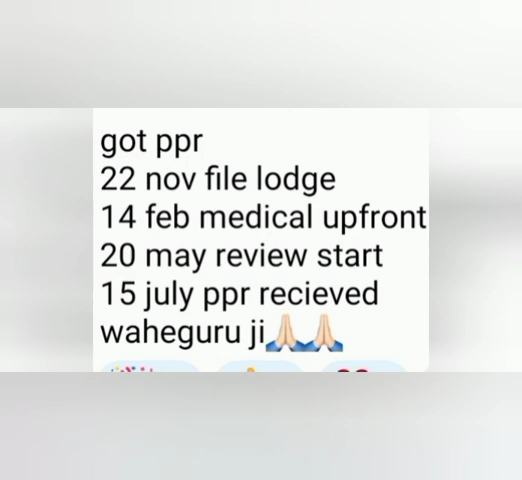 got ppr
22 nov file lodge
14 feb medical upfront
20 may review start
15 july ppr recieved
waheguru ji🙏🏻🙏🏻